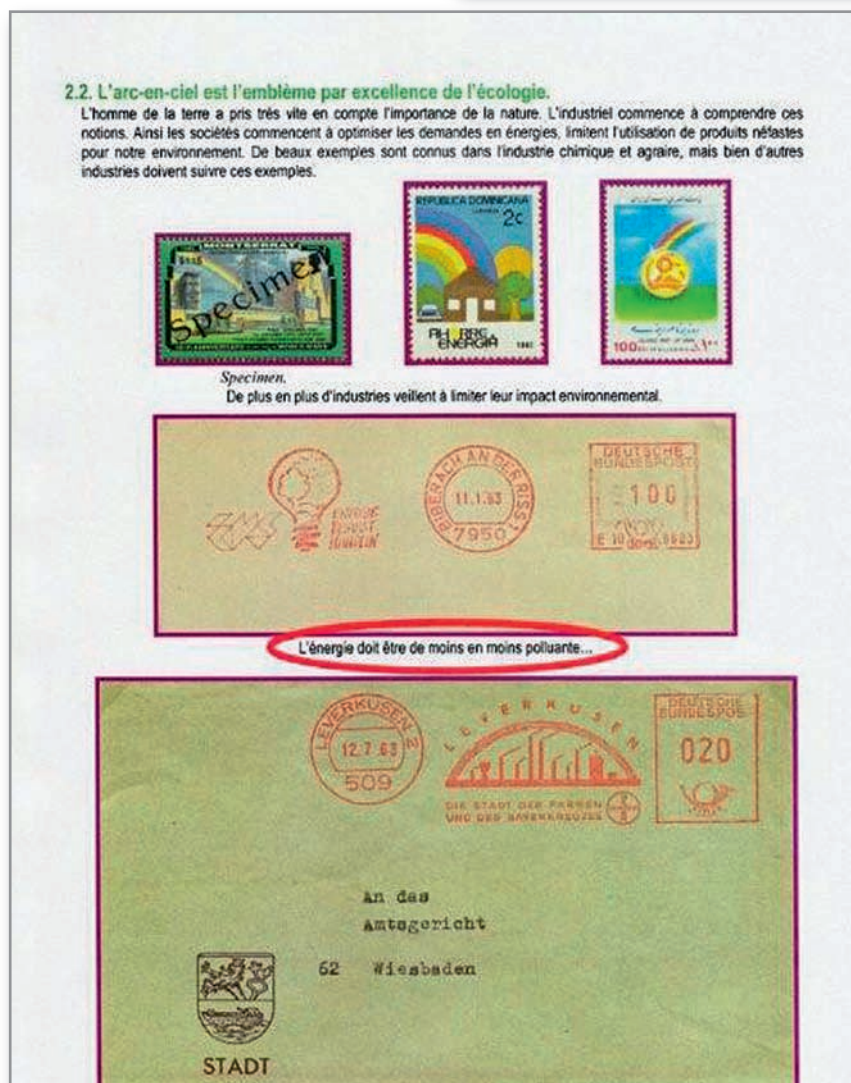 2.2. L'arc-en-ciel est l'emblème par excellence de l'écologie.
L'homme de la terre a pris très vite en compte l'importance de la nature. L'industriel commence à comprendre ces
notions. Ainsi les sociétés commencent à optimiser les demandes en énergies, limitent l'utilisation de produits néfastes
pour notre environnement. De beaux exemples sont connus dans l'industrie chimique et agraire, mais bien d'autres
industries doivent suivre ces exemples.
MONTSERRAT
$1.15
Specimen
REPUBLICA DOMINICANA
2c
AHORRE
ENERGIA
100
Specimen.
De plus en plus d'industries veillent à limiter leur impact environnemental.
EMS
ENERGIE
BIBERACH AN DER RISS 1
11.1.83
7950
DEUTSCHE
BUNDESPOST
100
L'énergie doit être de moins en moins polluante...
LEVERKUSEN 2
12.7.63
509
LEVERKUSEN
DIE STADT DER FARBEN
UND DES BAYERKREUZES
DEUTSCHE
BUNDESPOST
020
An das
Amtsgericht
62 Wiesbaden
STADT